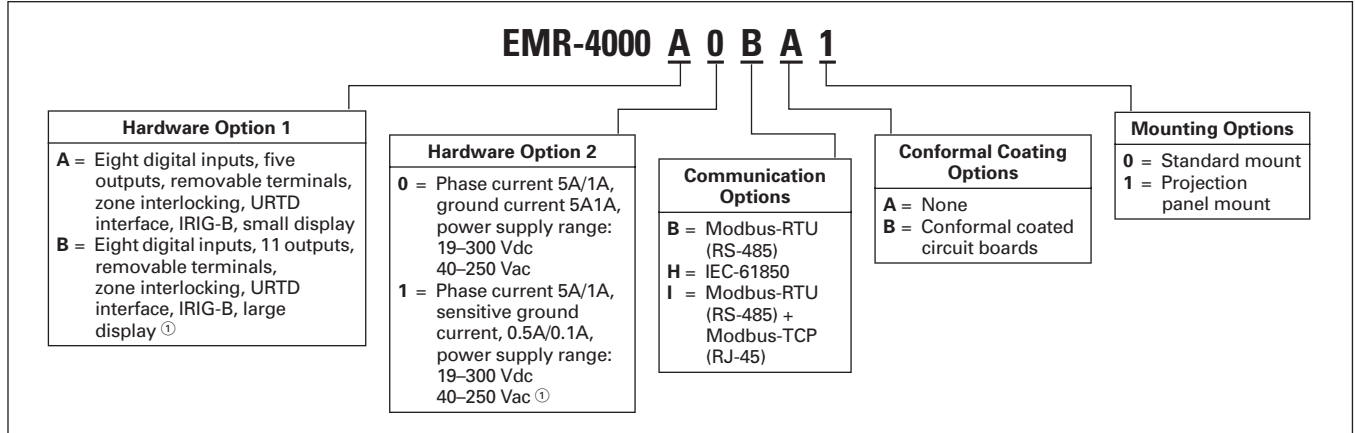 EMR-4000 A 0 B A 1
Hardware Option 1
A = Eight digital inputs, five
outputs, removable terminals,
zone interlocking, URTD
interface, IRIG-B, small display
B = Eight digital inputs, 11 outputs,
removable terminals,
zone interlocking, URTD
interface, IRIG-B, large
display ①
Hardware Option 2
0 = Phase current 5A/1A,
ground current 5A1A,
power supply range:
19–300 Vdc
40–250 Vac
1 = Phase current 5A/1A,
sensitive ground
current, 0.5A/0.1A,
power supply range:
19–300 Vdc
40–250 Vac ①
Communication
Options
B = Modbus-RTU
(RS-485)
H = IEC-61850
I = Modbus-RTU
(RS-485) +
Modbus-TCP
(RJ-45)
Conformal Coating
Options
A = None
B = Conformal coated
circuit boards
Mounting Options
0 = Standard mount
1 = Projection
panel mount